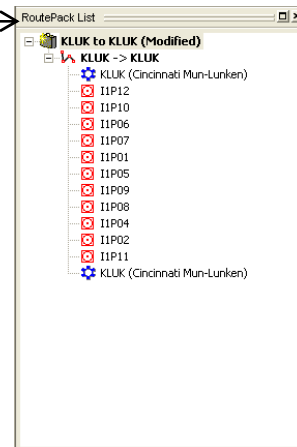 RoutePack List
KLUK to KLUK (Modified)
KLUK -> KLUK
KLUK (Cincinnati Mun-Lunken)
I1P12
I1P10
I1P06
I1P07
I1P01
I1P05
I1P09
I1P08
I1P04
I1P02
I1P11
KLUK (Cincinnati Mun-Lunken)